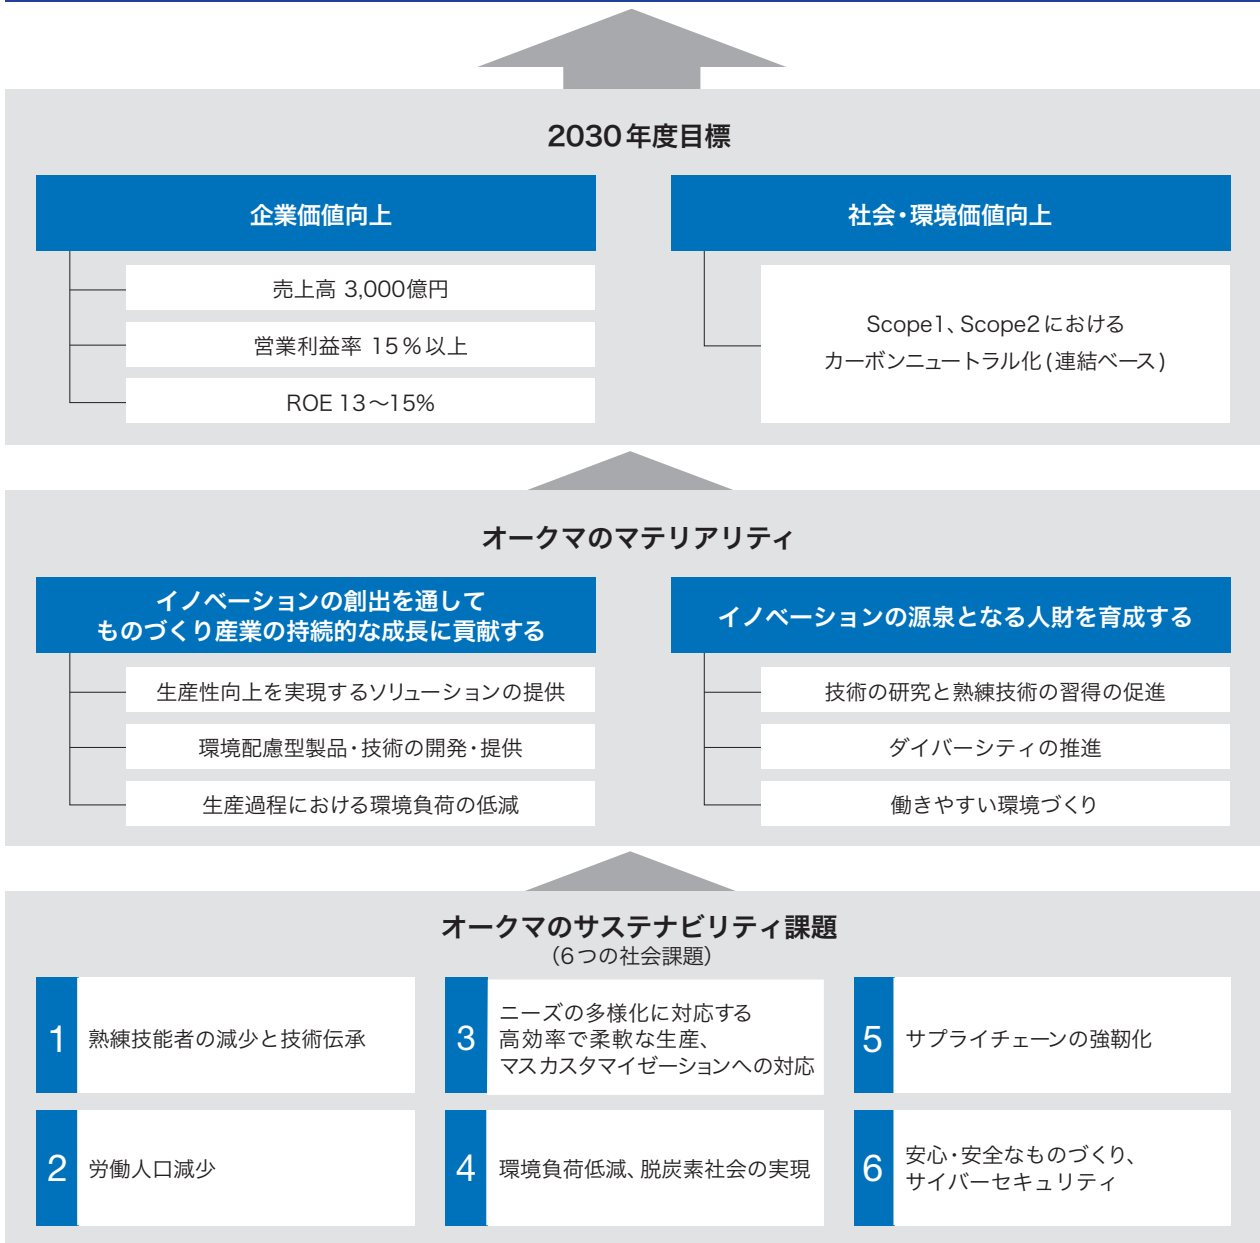 2030年度目標
企業価値向上
売上高 3,000億円
営業利益率 15%以上
ROE 13～15%
社会・環境価値向上
Scope1、Scope2における
カーボンニュートラル化(連結ベース)
オークマのマテリアリティ
イノベーションの創出を通して
ものづくり産業の持続的な成長に貢献する
生産性向上を実現するソリューションの提供
環境配慮型製品・技術の開発・提供
生産過程における環境負荷の低減
イノベーションの源泉となる人財を育成する
技術の研究と熟練技術の習得の促進
ダイバーシティの推進
働きやすい環境づくり
オークマのサステナビリティ課題
（6つの社会課題）
1
熟練技能者の減少と技術伝承
2
労働人口減少
3
ニーズの多様化に対応する
高効率で柔軟な生産、
マスカスタマイゼーションへの対応
4
環境負荷低減、脱炭素社会の実現
5
サプライチェーンの強靭化
6
安心・安全なものづくり、
サイバーセキュリティ